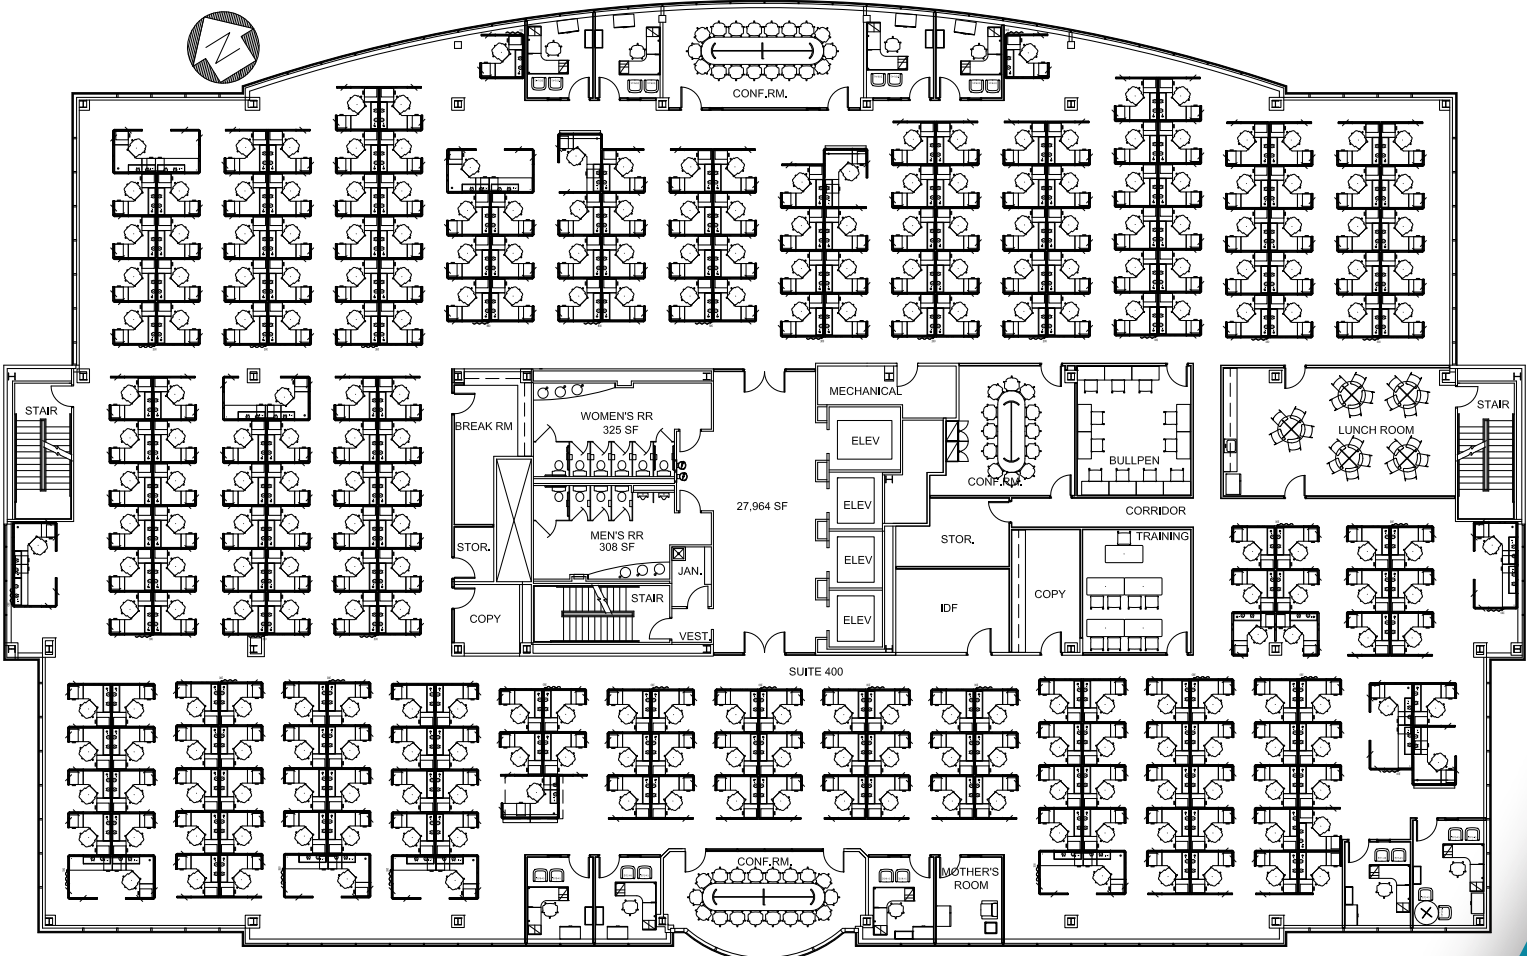 N
CONF.RM.
STAIR
BREAK RM
WOMEN'S RR
325 SF
MECHANICAL
ELEV
CONF.RM.
BULLPEN
LUNCH ROOM
STAIR
27,964 SF
ELEV
CORRIDOR
STOR.
MEN'S RR
308 SF
JAN.
ELEV
STOR.
TRAINING
COPY
STAIR
VEST.
ELEV
IDF
COPY
SUITE 400
CONF.RM.
MOTHER'S
ROOM